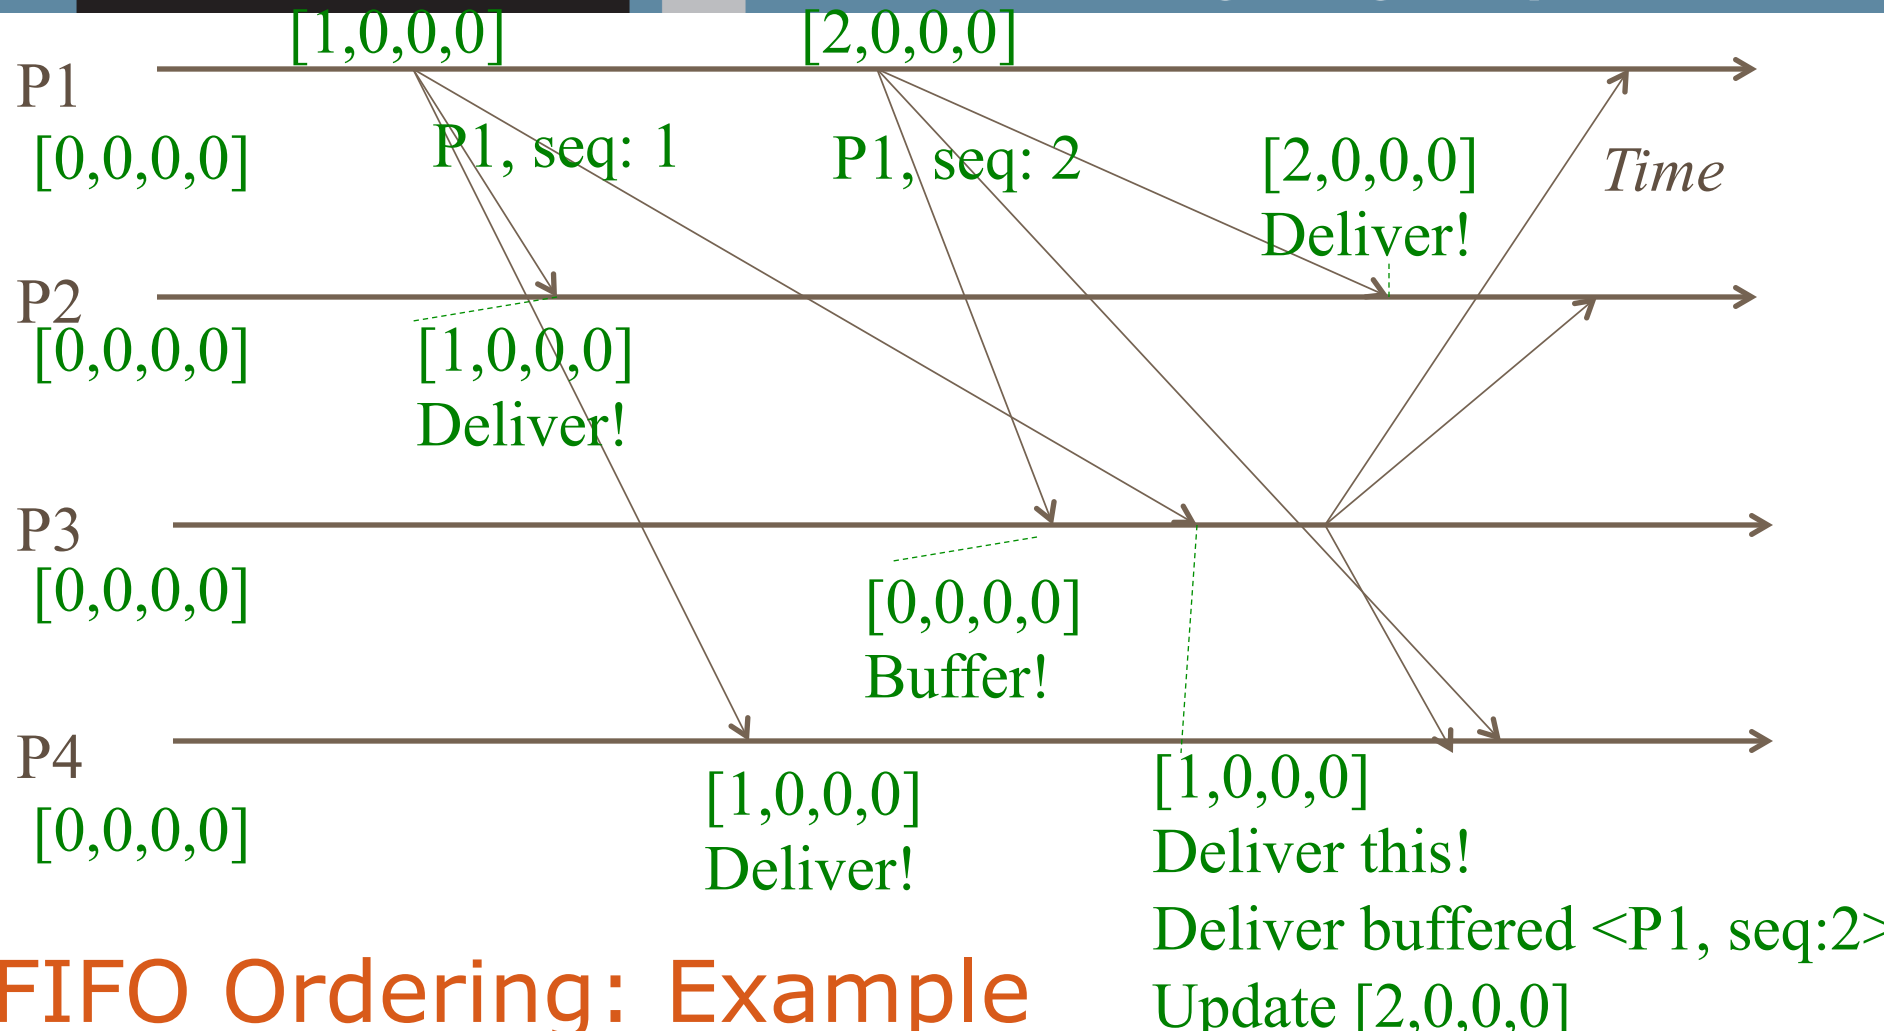 [1,0,0,0]
[2,0,0,0]
P1
[0,0,0,0]
P1, seq: 1
P1, seq: 2
[2,0,0,0]
Deliver!
Time
P2
[0,0,0,0]
[1,0,0,0]
Deliver!
P3
[0,0,0,0]
[0,0,0,0]
Buffer!
P4
[0,0,0,0]
[1,0,0,0]
Deliver!
[1,0,0,0]
Deliver this!
Deliver buffered <P1, seq:2>
Update [2,0,0,0]
FIFO Ordering: Example